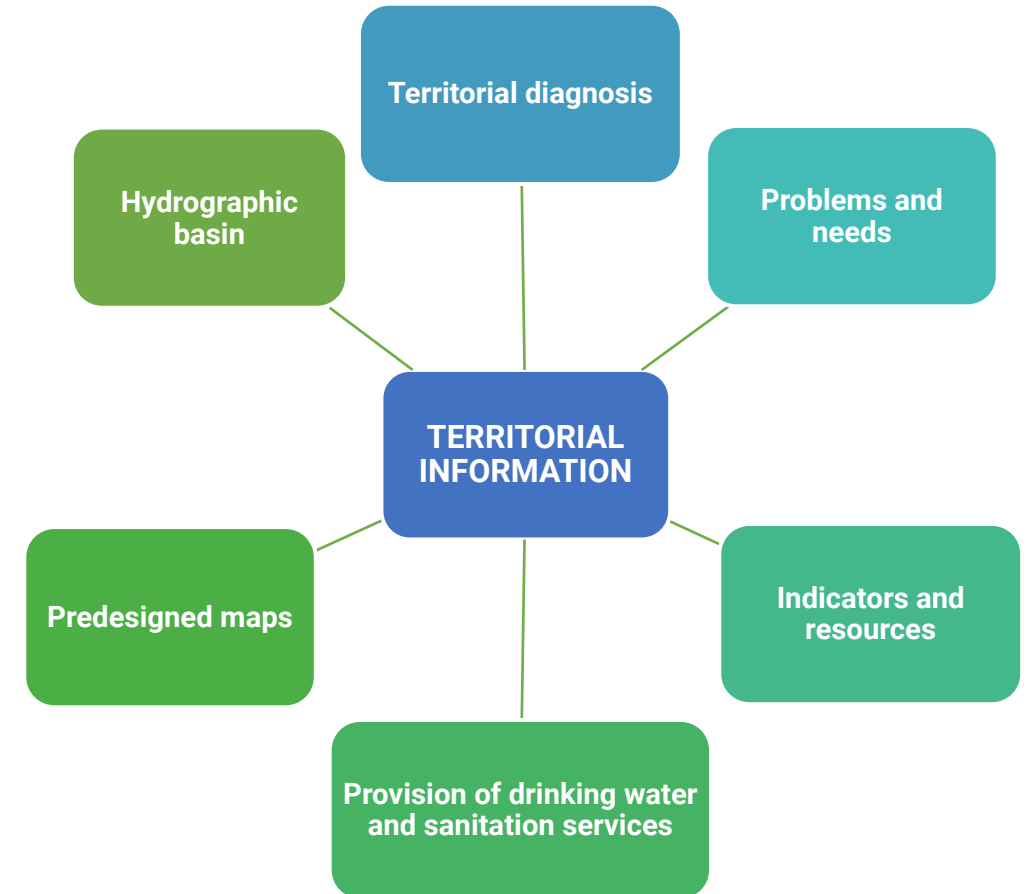 Territorial diagnosis
Hydrographic
basin
Problems and
needs
TERRITORIAL
INFORMATION
Predesigned maps
Indicators and
resources
Provision of drinking water
and sanitation services